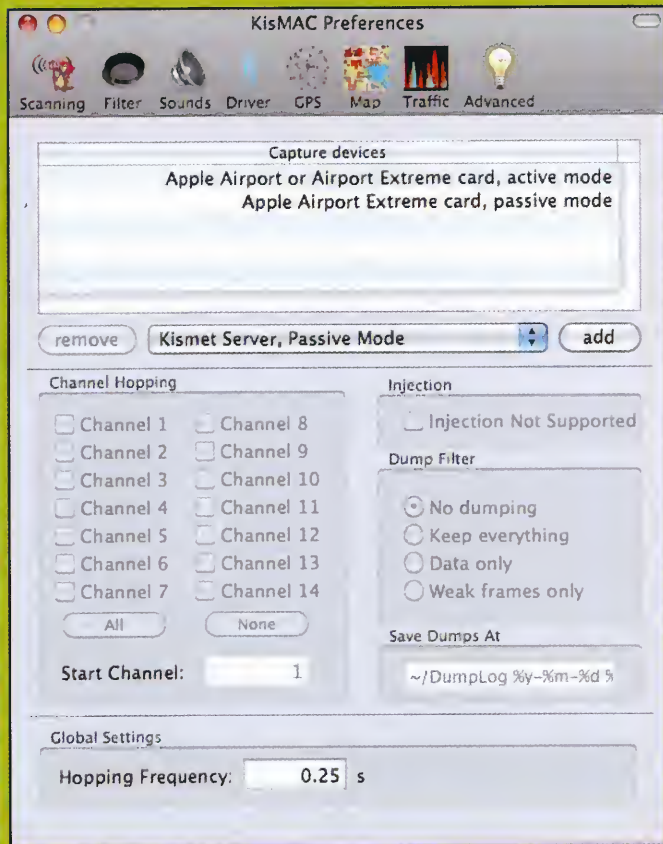 KisMAC Preferences
Scanning Filter Sounds Driver GPS Map Traffic Advanced
Capture devices
Apple Airport or Airport Extreme card, active mode
Apple Airport Extreme card, passive mode
remove Kismet Server, Passive Mode add
Channel Hopping
Channel 1 Channel 8
Channel 2 Channel 9
Channel 3 Channel 10
Channel 4 Channel 11
Channel 5 Channel 12
Channel 6 Channel 13
Channel 7 Channel 14
All None
Start Channel: 1
Injection
Injection Not Supported
Dump Filter
No dumping
Keep everything
Data only
Weak frames only
Save Dumps At
~/DumpLog %y-%m-%d %
Global Settings
Hopping Frequency: 0.25 s